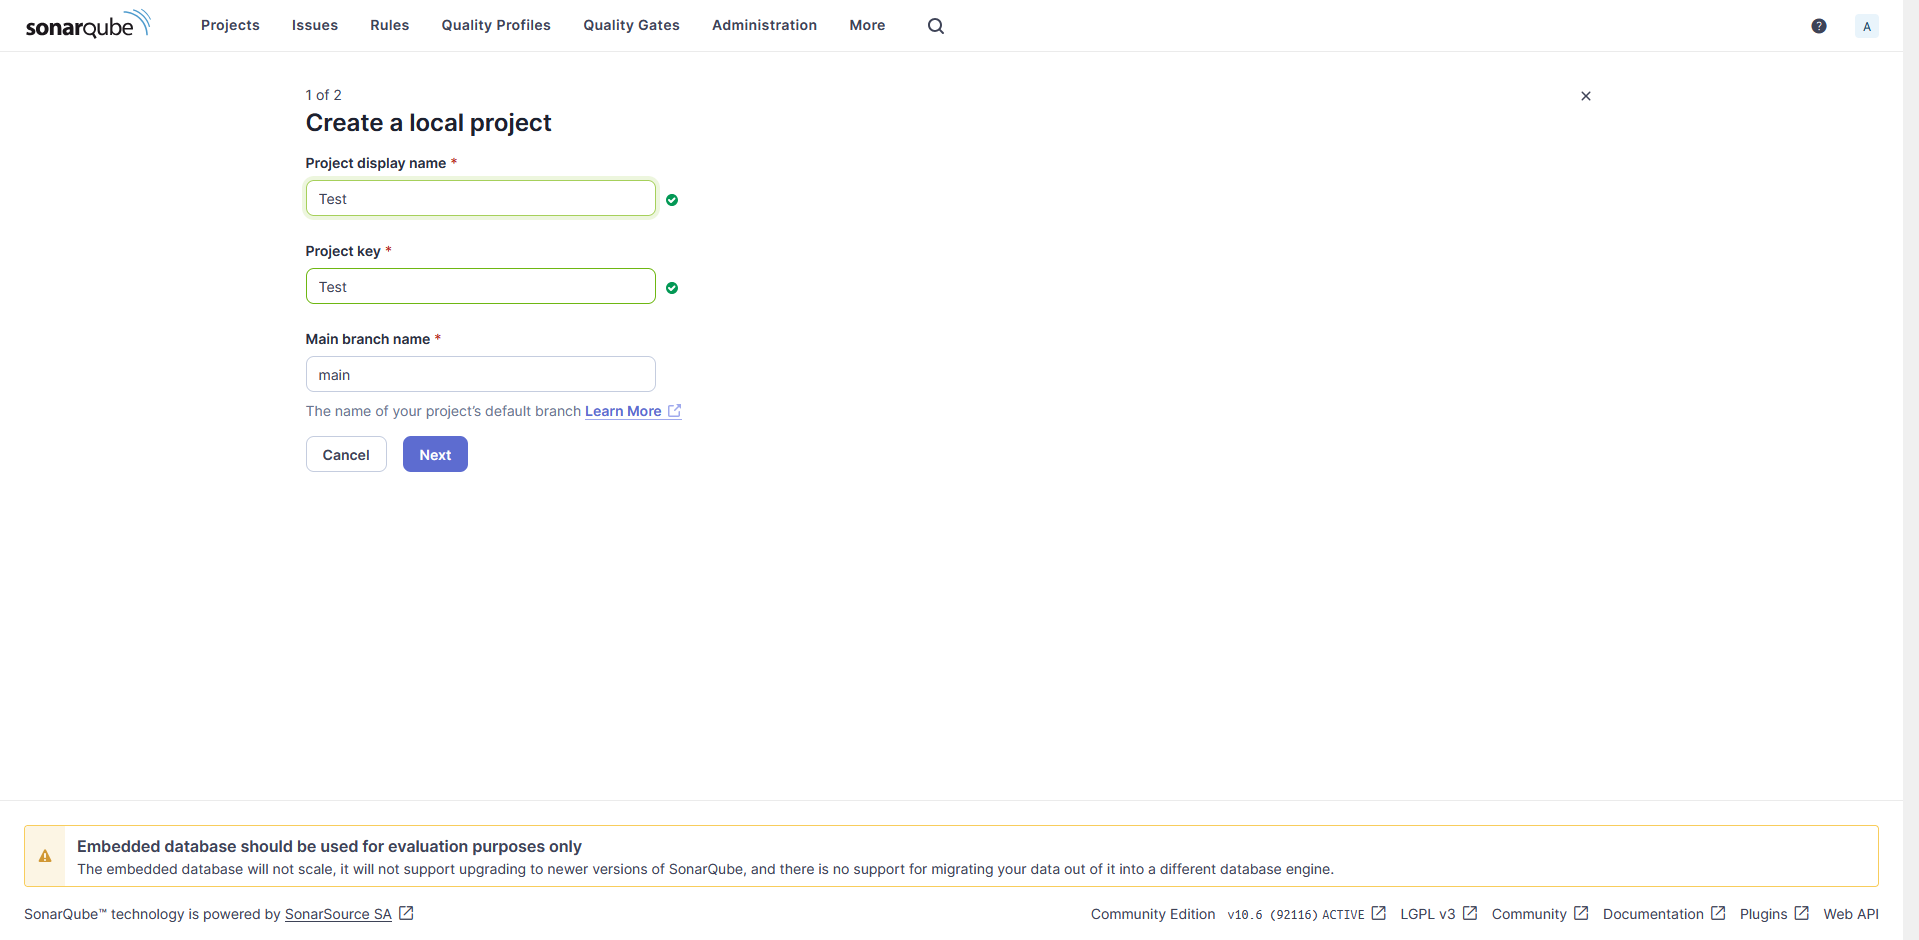 sonarqube Projects Issues Rules Quality Profiles Quality Gates Administration More ? A
1 of 2
Create a local project
Project display name *
Test
Project key *
Test
Main branch name *
main
The name of your project’s default branch Learn More
Cancel Next
Embedded database should be used for evaluation purposes only
The embedded database will not scale, it will not support upgrading to newer versions of SonarQube, and there is no support for migrating your data out of it into a different database engine.
SonarQube™ technology is powered by SonarSource SA Community Edition v10.6 (92116) ACTIVE LGPL v3 Community Documentation Plugins Web API